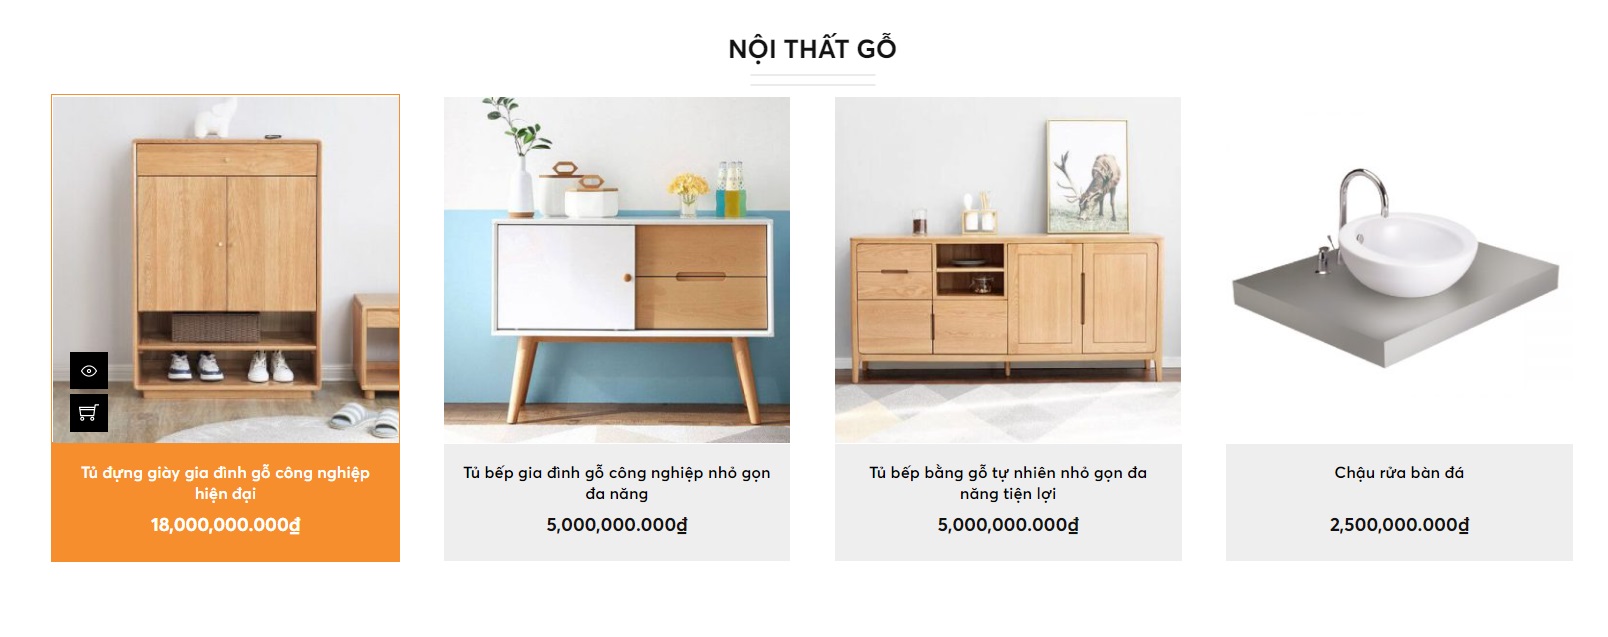 NỘI THẤT GỖ
Tủ đựng giày gia đình gỗ công nghiệp
hiện đại
18,000,000.000₫
Tủ bếp gia đình gỗ công nghiệp nhỏ gọn
đa năng
5,000,000.000₫
Tủ bếp bằng gỗ tự nhiên nhỏ gọn đa
năng tiện lợi
5,000,000.000₫
Chậu rửa bàn đá
2,500,000.000₫